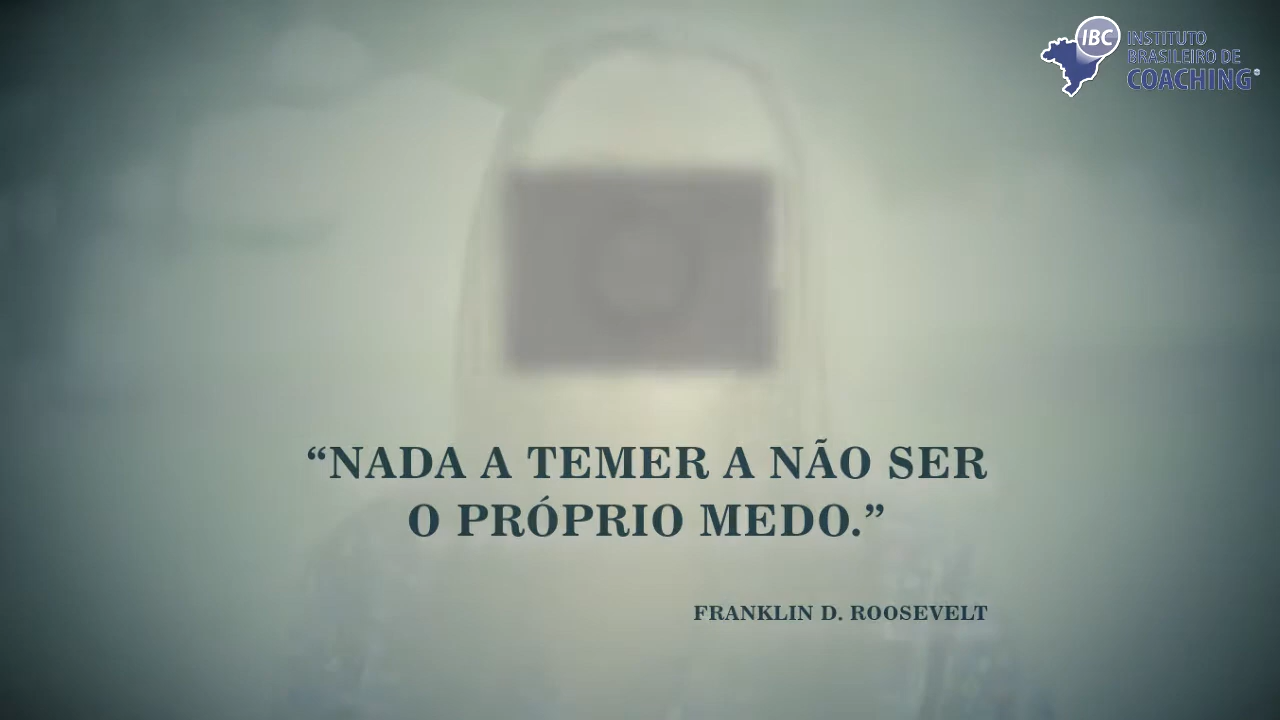 IBC
INSTITUTO
BRASILEIRO DE
COACHING®
“NADA A TEMER A NÃO SER
O PRÓPRIO MEDO.”
FRANKLIN D. ROOSEVELT